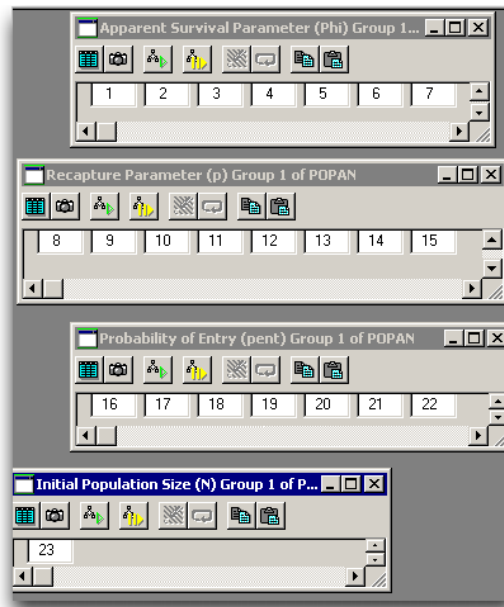 Apparent Survival Parameter (Phi) Group 1...
1 2 3 4 5 6 7
Recapture Parameter (p) Group 1 of POPAN
8 9 10 11 12 13 14 15
Probability of Entry (pent) Group 1 of POPAN
16 17 18 19 20 21 22
Initial Population Size (N) Group 1 of P...
23